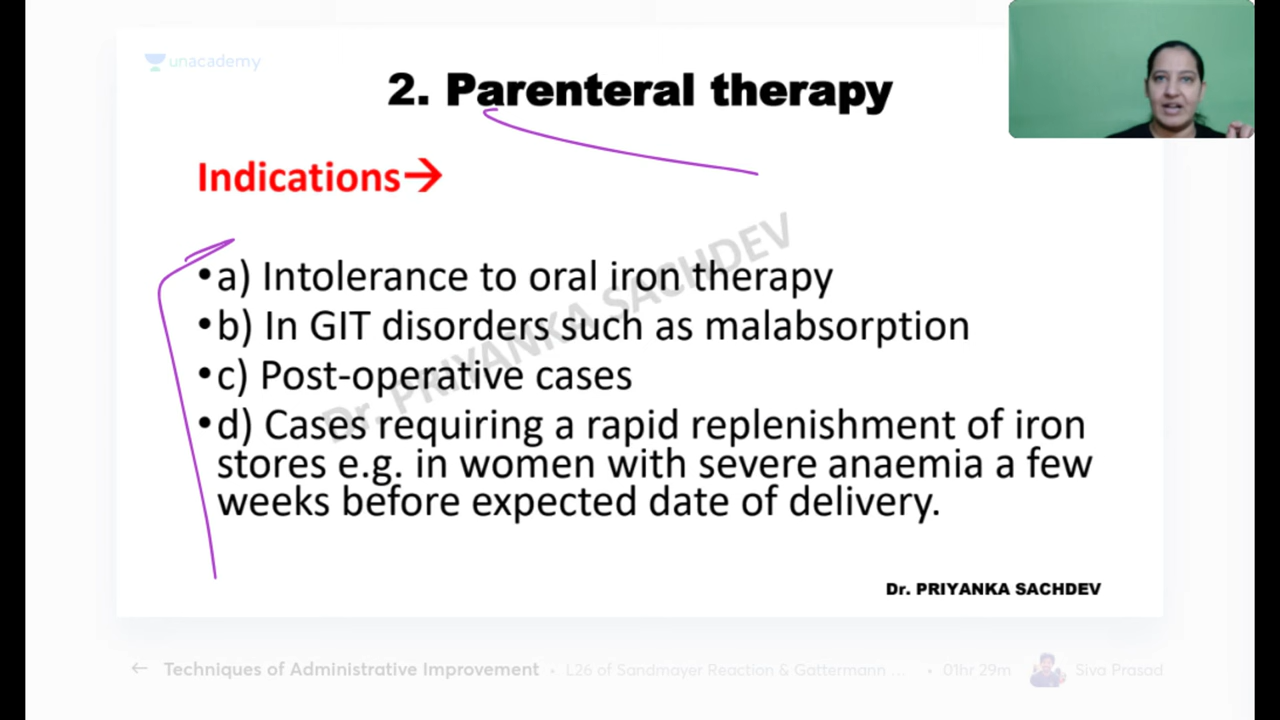 unacademy
2. Parenteral therapy
Indications→
•a) Intolerance to oral iron therapy
•b) In GIT disorders such as malabsorption
•c) Post-operative cases
•d) Cases requiring a rapid replenishment of iron
stores e.g. in women with severe anaemia a few
weeks before expected date of delivery.
Dr. PRIYANKA SACHDEV
Dr. PRIYANKA SACHDEV
← Techniques of Administrative Improvement • L26 of Sandmayer Reaction & Gattermann ... • 01hr 29m Siva Prasad